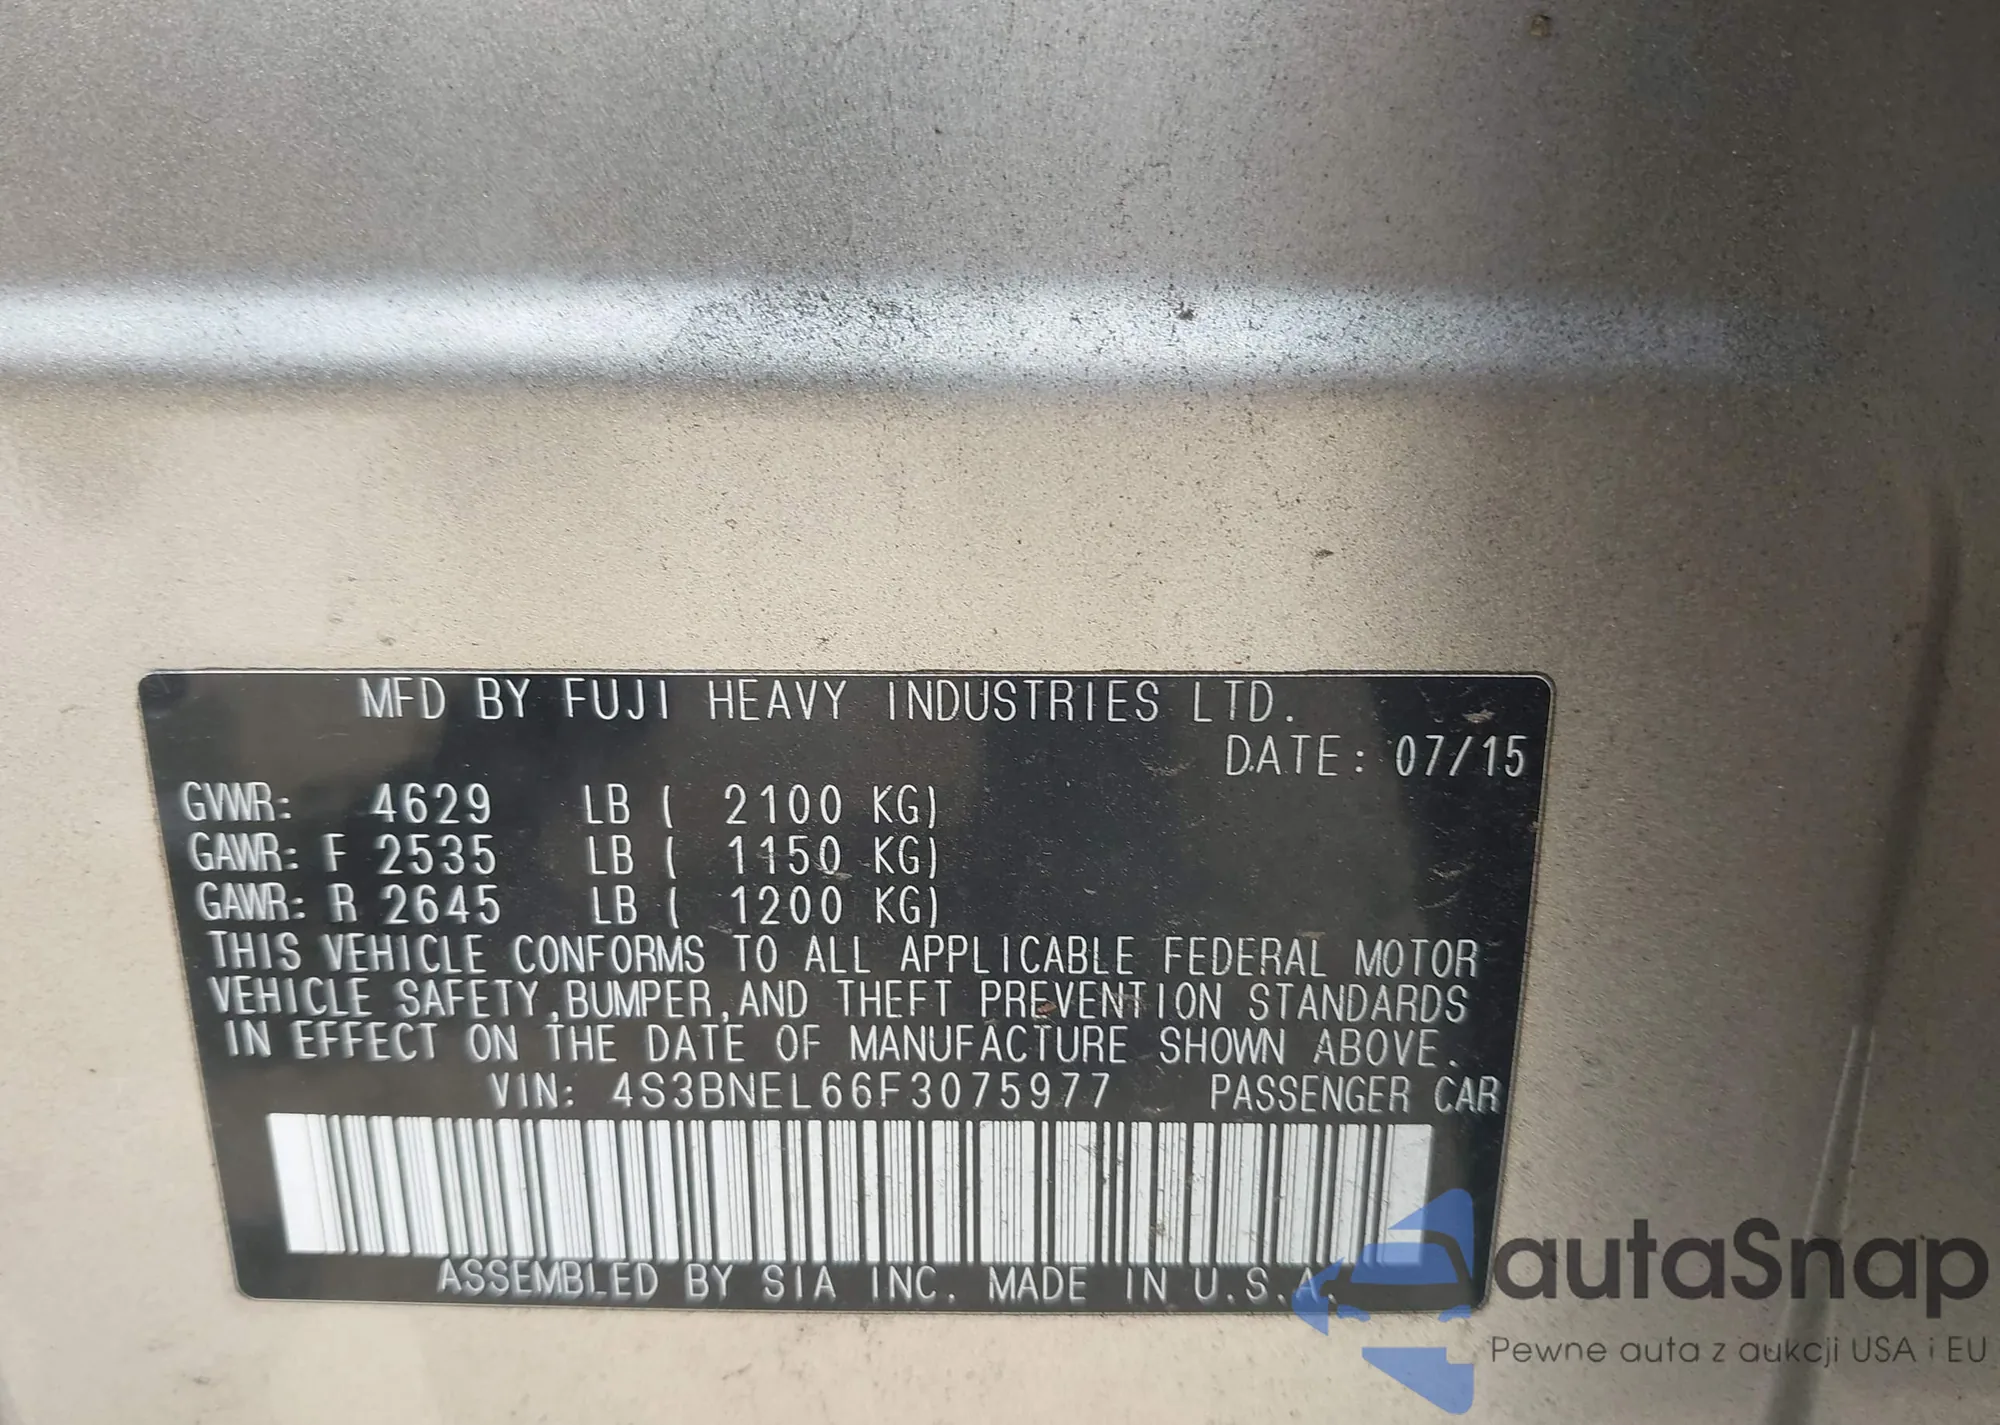 MFD BY FUJI HEAVY INDUSTRIES LTD.
DATE: 07/15
GVWR: 4629 LB ( 2100 KG)
GAWR: F 2535 LB ( 1150 KG)
GAWR: R 2645 LB ( 1200 KG)
THIS VEHICLE CONFORMS TO ALL APPLICABLE FEDERAL MOTOR
VEHICLE SAFETY,BUMPER,AND THEFT PREVENTION STANDARDS
IN EFFECT ON THE DATE OF MANUFACTURE SHOWN ABOVE.
VIN: 4S3BNEL66F3075977 PASSENGER CAR
ASSEMBLED BY SIA INC. MADE IN U.S.A.
autaSnap
Pewne auta z aukcji USA i EU